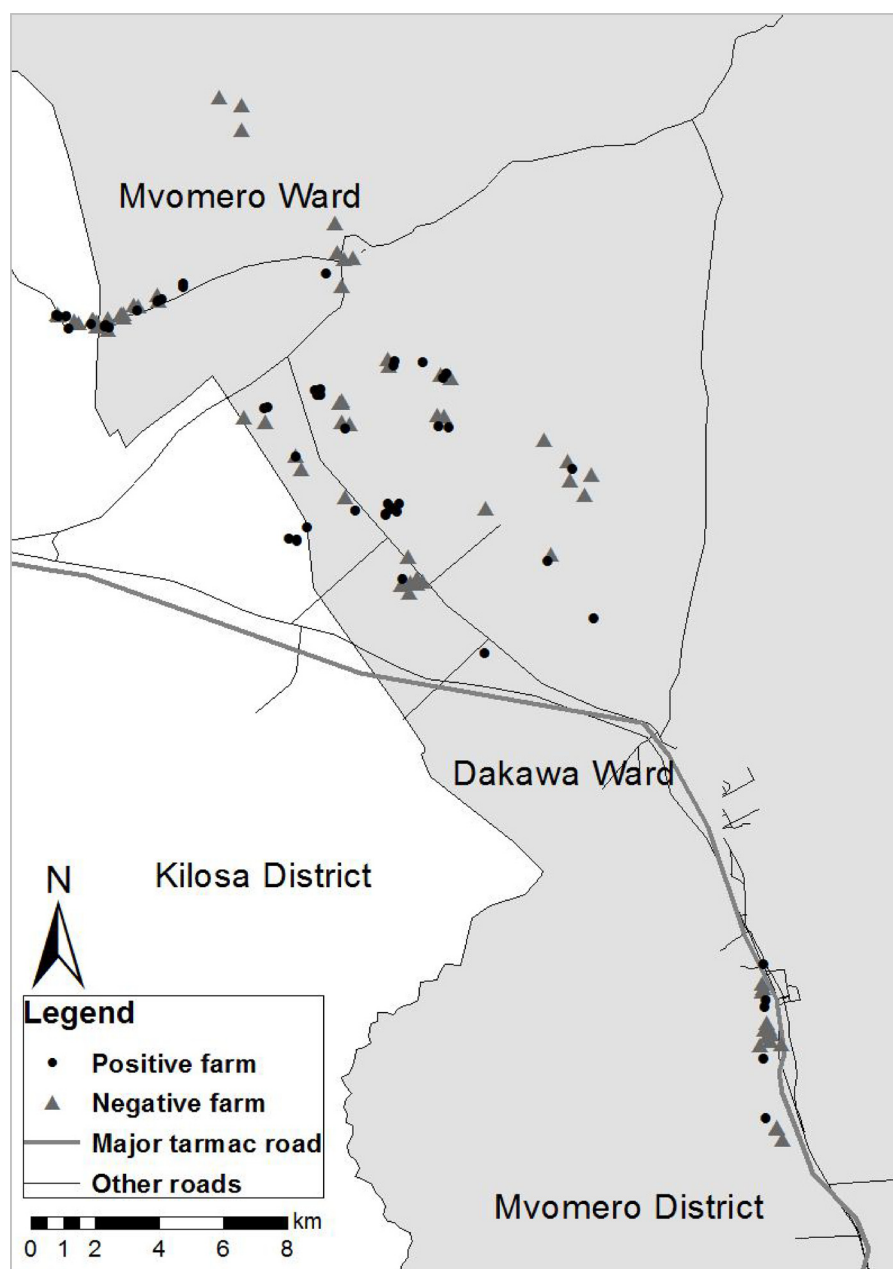 Mvomero Ward
Dakawa Ward
Kilosa District
N
Legend
Positive farm
Negative farm
Major tarmac road
Other roads
km
0 1 2 4 6 8
Mvomero District